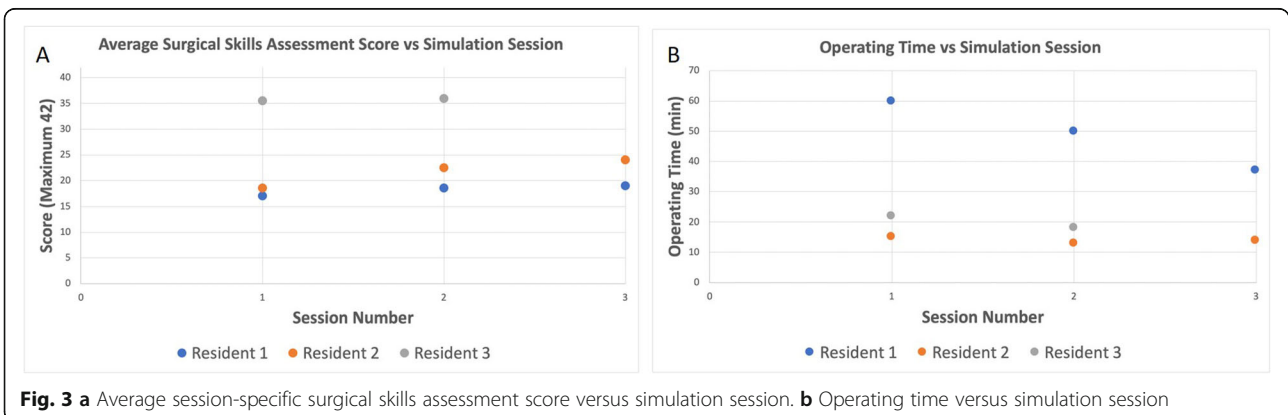 A
Average Surgical Skills Assessment Score vs Simulation Session
Score (Maximum 42)
40
35
30
25
20
15
10
5
0
0 1 2 3
Session Number
Resident 1 Resident 2 Resident 3
B
Operating Time vs Simulation Session
Operating Time (min)
70
60
50
40
30
20
10
0
0 1 2 3
Session Number
Resident 1 Resident 2 Resident 3
Fig. 3 a Average session-specific surgical skills assessment score versus simulation session. b Operating time versus simulation session